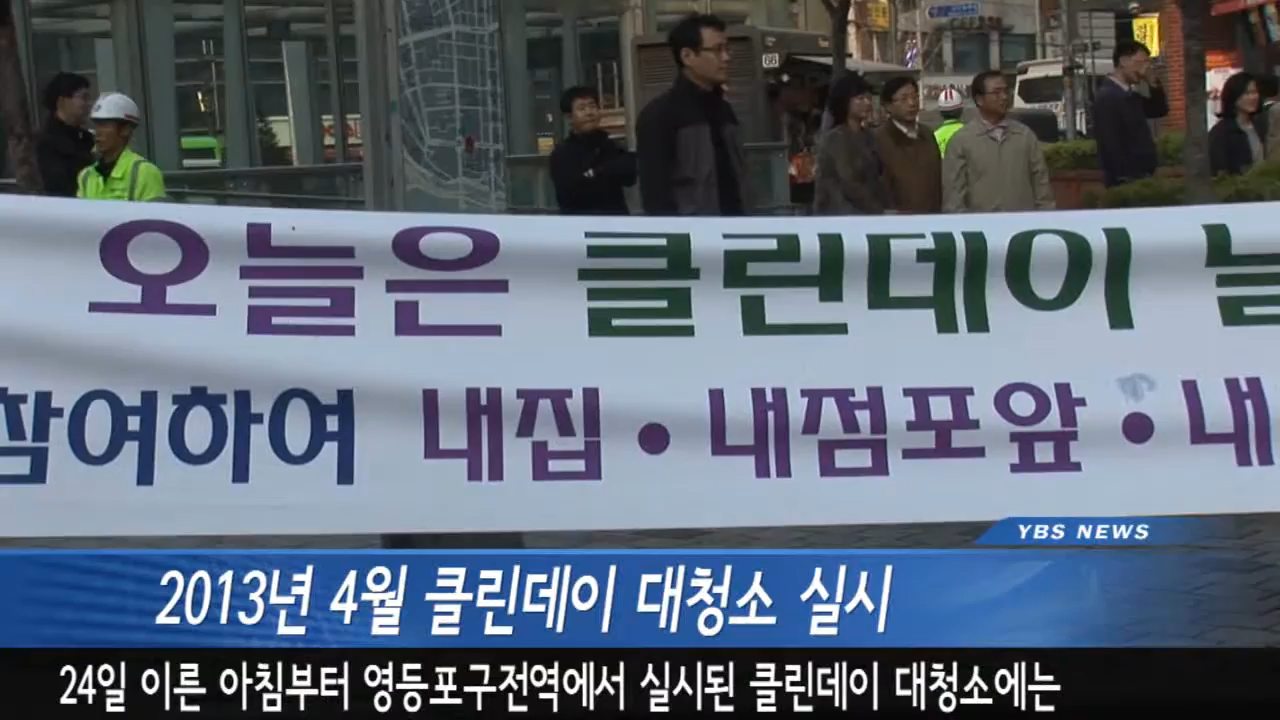 66
오늘은 클린데이
참여하여 내집·내점포앞·내
YBS NEWS
2013년 4월 클린데이 대청소 실시
24일 이른 아침부터 영등포구전역에서 실시된 클린데이 대청소에는